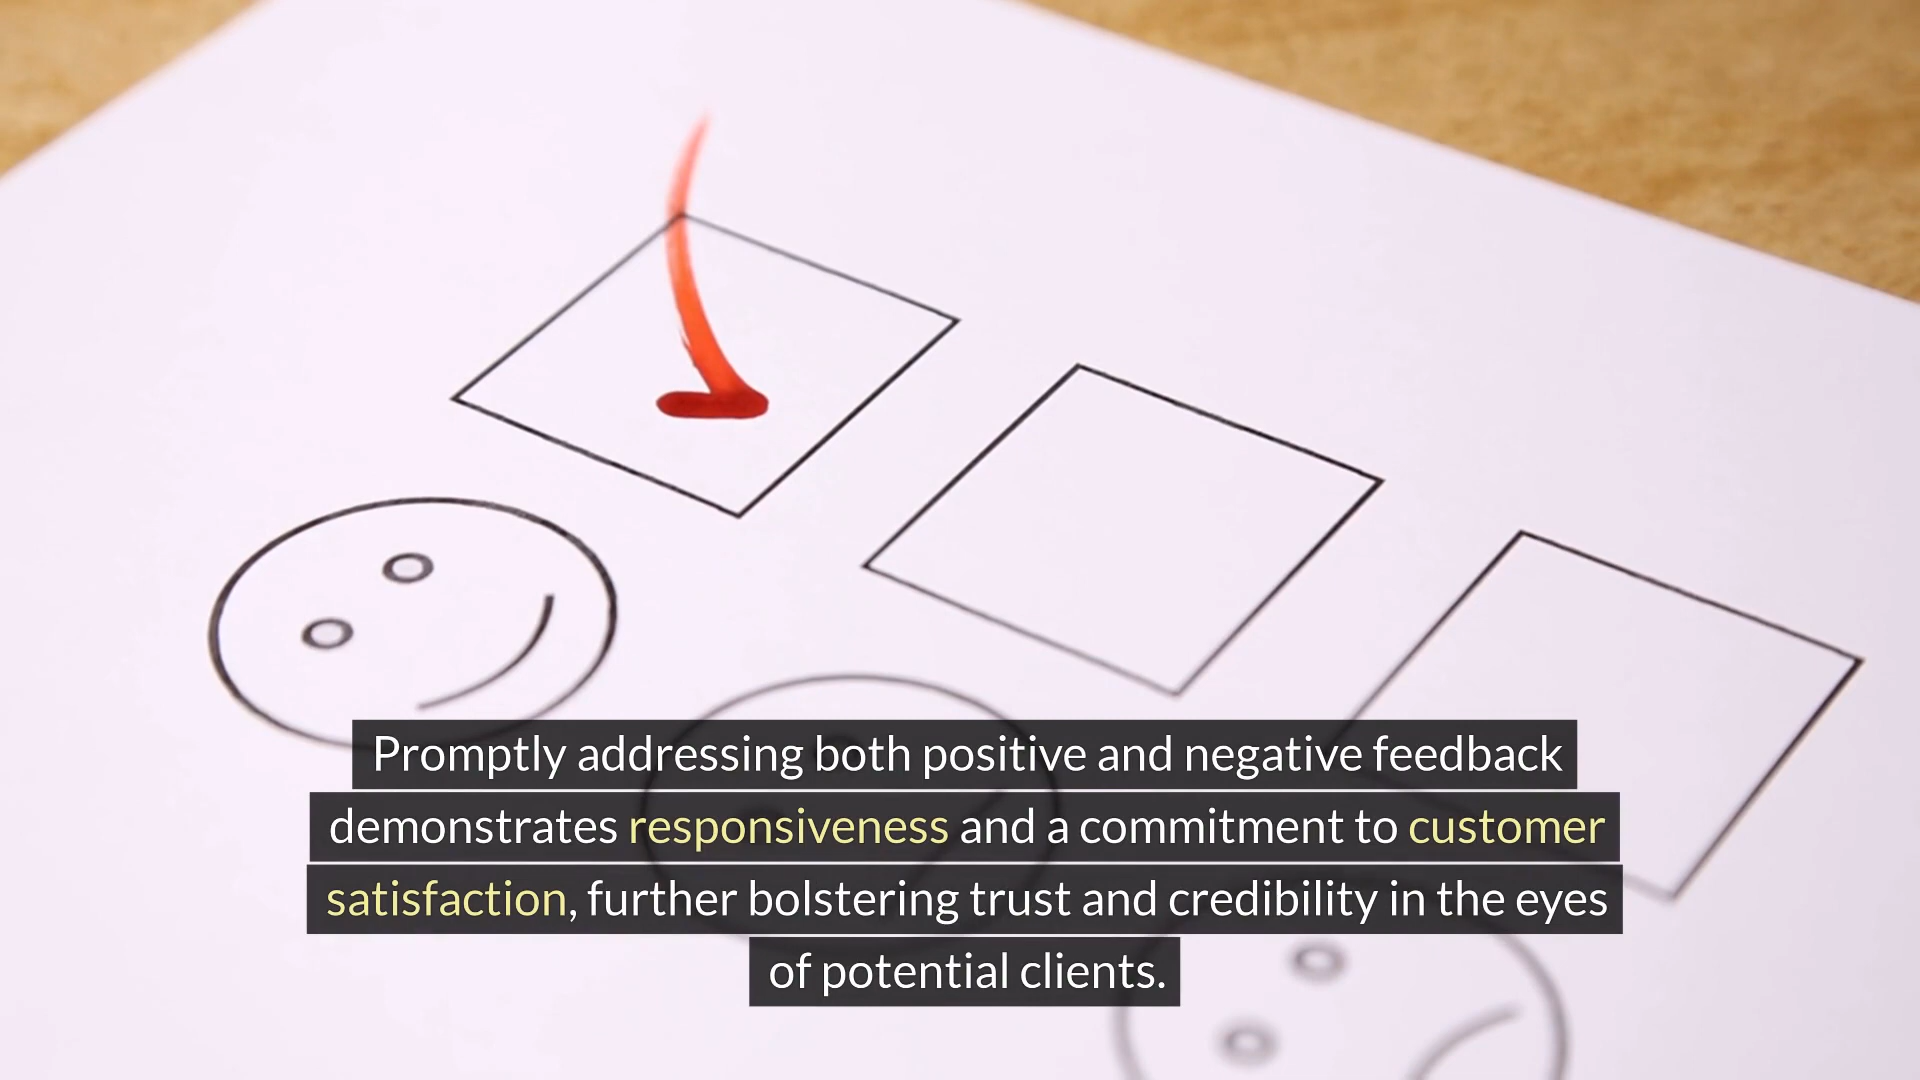 Promptly addressing both positive and negative feedback
demonstrates responsiveness and a commitment to customer
satisfaction, further bolstering trust and credibility in the eyes
of potential clients.